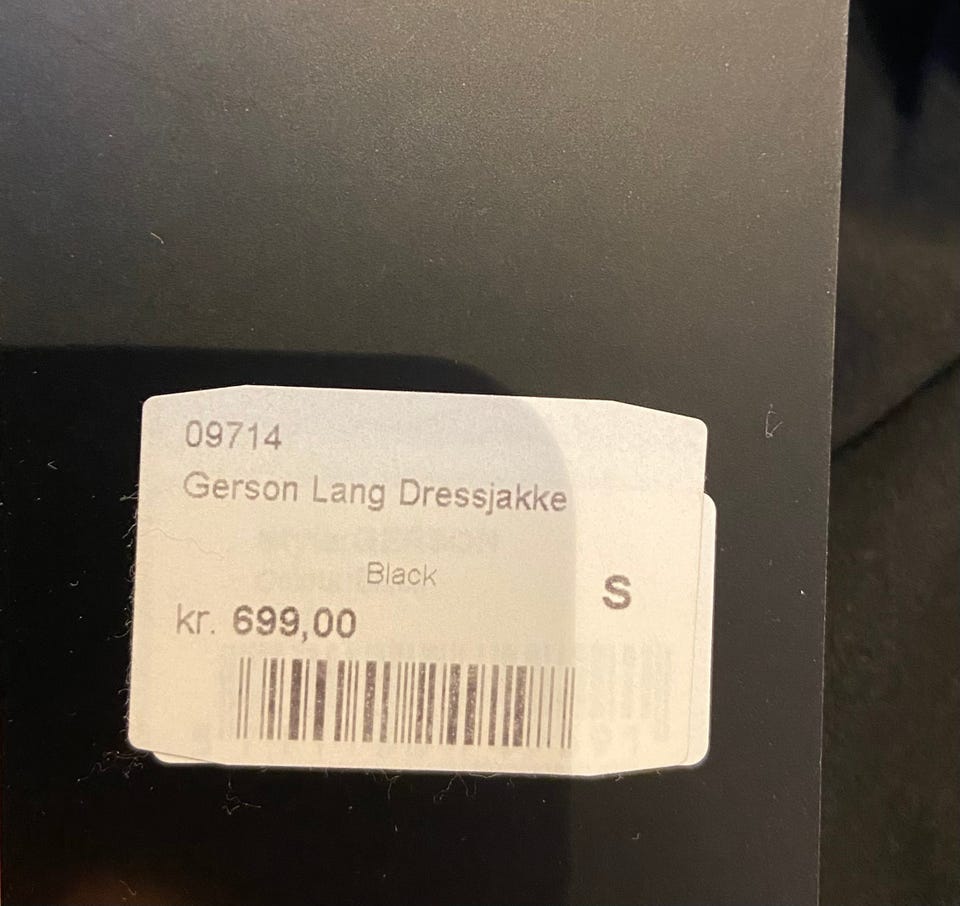 09714
Gerson Lang Dressjakke
Black
S
kr. 699,00